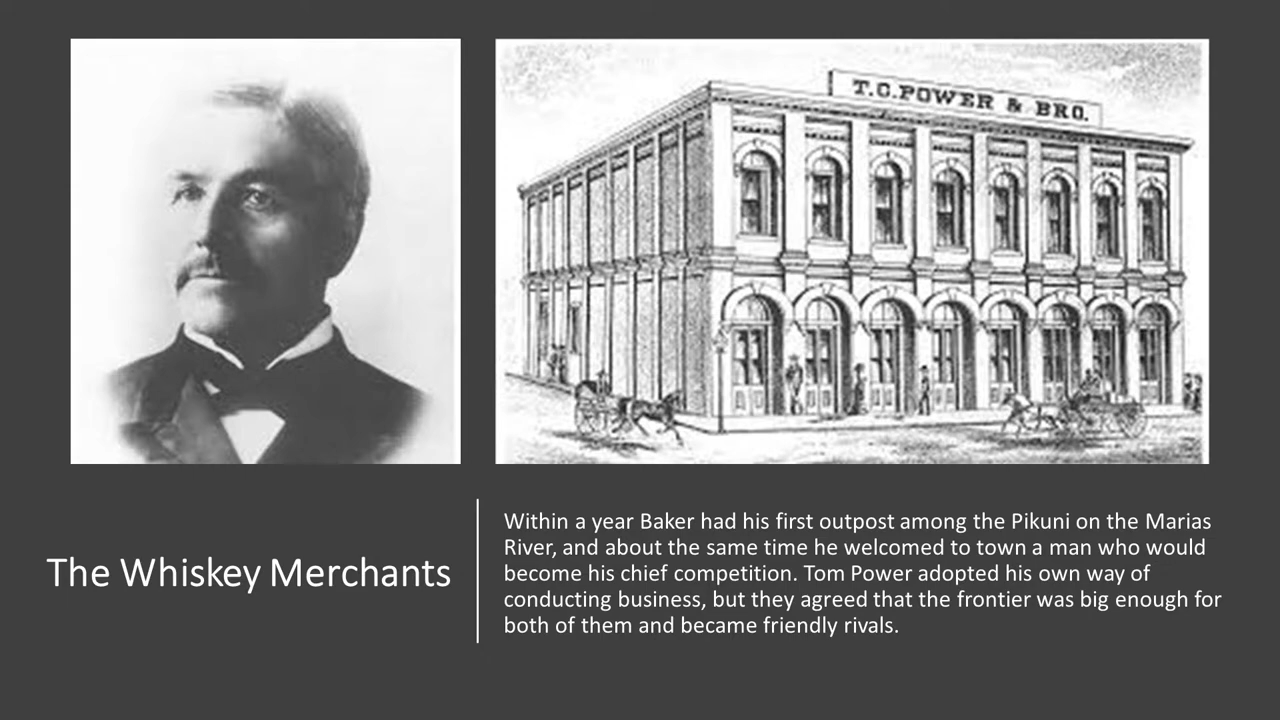 T.C.POWER & BRO.
The Whiskey Merchants
Within a year Baker had his first outpost among the Pikuni on the Marias
River, and about the same time he welcomed to town a man who would
become his chief competition. Tom Power adopted his own way of
conducting business, but they agreed that the frontier was big enough for
both of them and became friendly rivals.